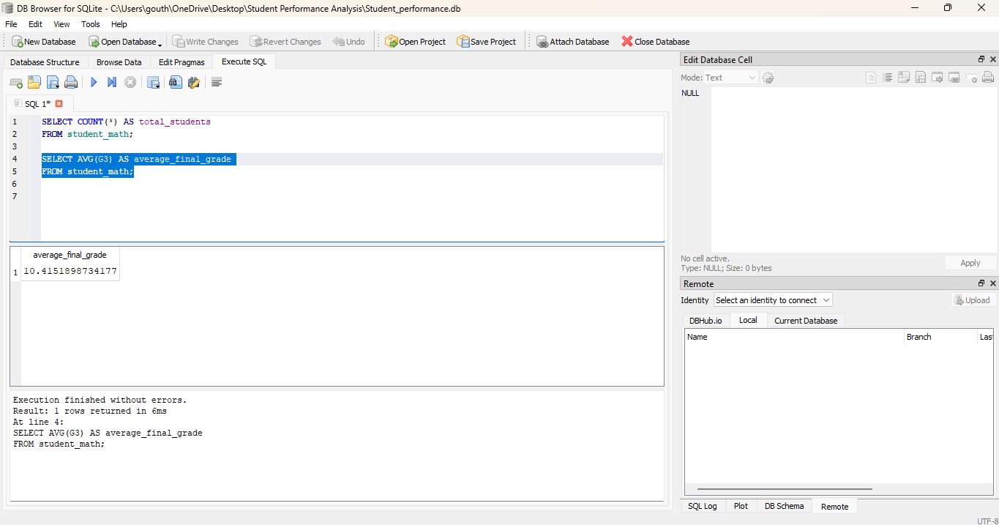 DB Browser for SQLite - C:\Users\gouth\OneDrive\Desktop\Student Performance Analysis\Student_performance.db
File Edit View Tools Help
New Database Open Database Write Changes Revert Changes Undo Open Project Save Project Attach Database Close Database
Database Structure Browse Data Edit Pragmas Execute SQL
SQL 1*
1 SELECT COUNT(*) AS total_students
2 FROM student_math;
3
4 SELECT AVG(G3) AS average_final_grade
5 FROM student_math;
6
7
average_final_grade
1 10.4151898734177
Execution finished without errors.
Result: 1 rows returned in 6ms
At line 4:
SELECT AVG(G3) AS average_final_grade
FROM student_math;
Edit Database Cell
Mode: Text
NULL
No cell active.
Type: NULL; Size: 0 bytes
Apply
Remote
Identity Select an identity to connect Upload
DBHub.io Local Current Database
Name Branch Las
SQL Log Plot DB Schema Remote
UTF-8